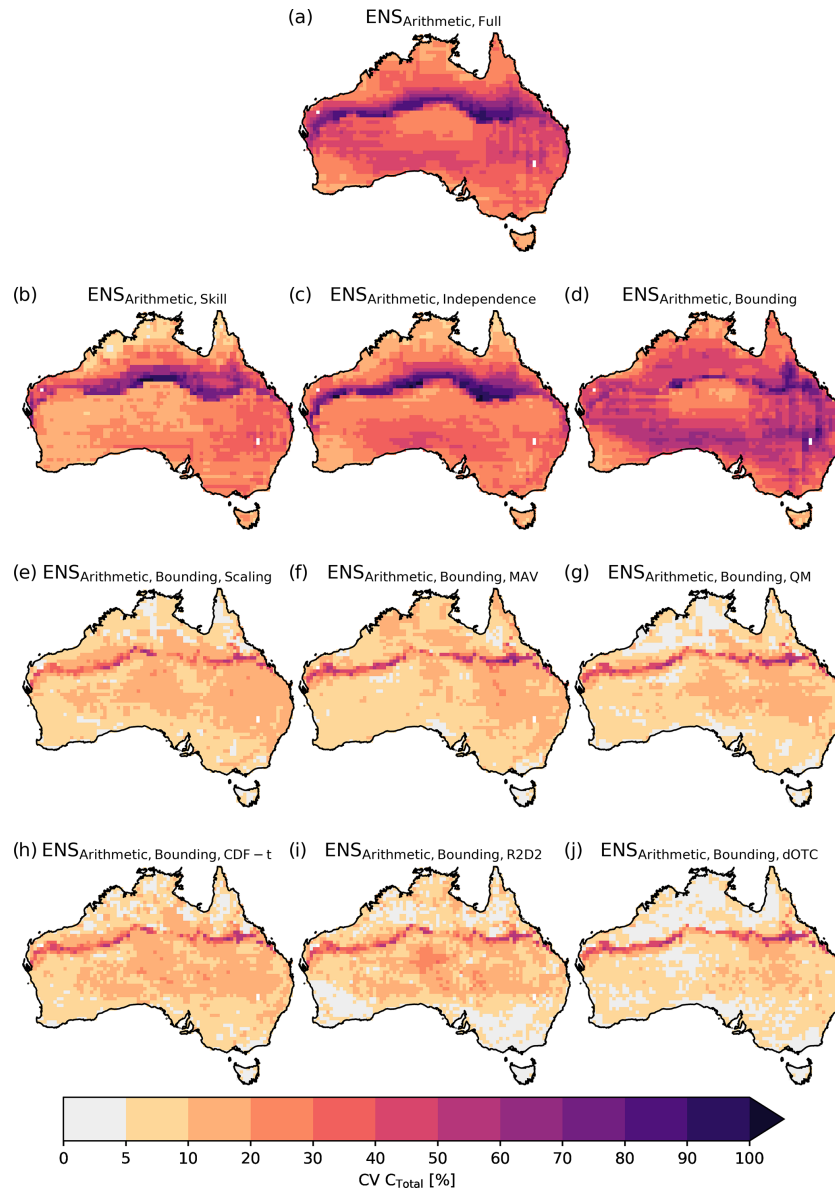 (a) ENS Arithmetic, Full
(b) ENS Arithmetic, Skill
(c) ENS Arithmetic, Independence
(d) ENS Arithmetic, Bounding
(e) ENS Arithmetic, Bounding, Scaling
(f) ENS Arithmetic, Bounding, MAV
(g) ENS Arithmetic, Bounding, QM
(h) ENS Arithmetic, Bounding, CDF − t
(i) ENS Arithmetic, Bounding, R2D2
(j) ENS Arithmetic, Bounding, dOTC
0 5 10 20 30 40 50 60 70 80 90 100
CV C Total [%]